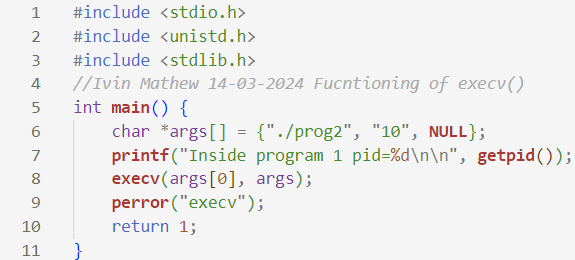 1 #include <stdio.h>
2 #include <unistd.h>
3 #include <stdlib.h>
4 //Ivin Mathew 14-03-2024 Fucntioning of execv()
5 int main() {
6     char *args[] = {"./prog2", "10", NULL};
7     printf("Inside program 1 pid=%d\n\n", getpid());
8     execv(args[0], args);
9     perror("execv");
10     return 1;
11 }